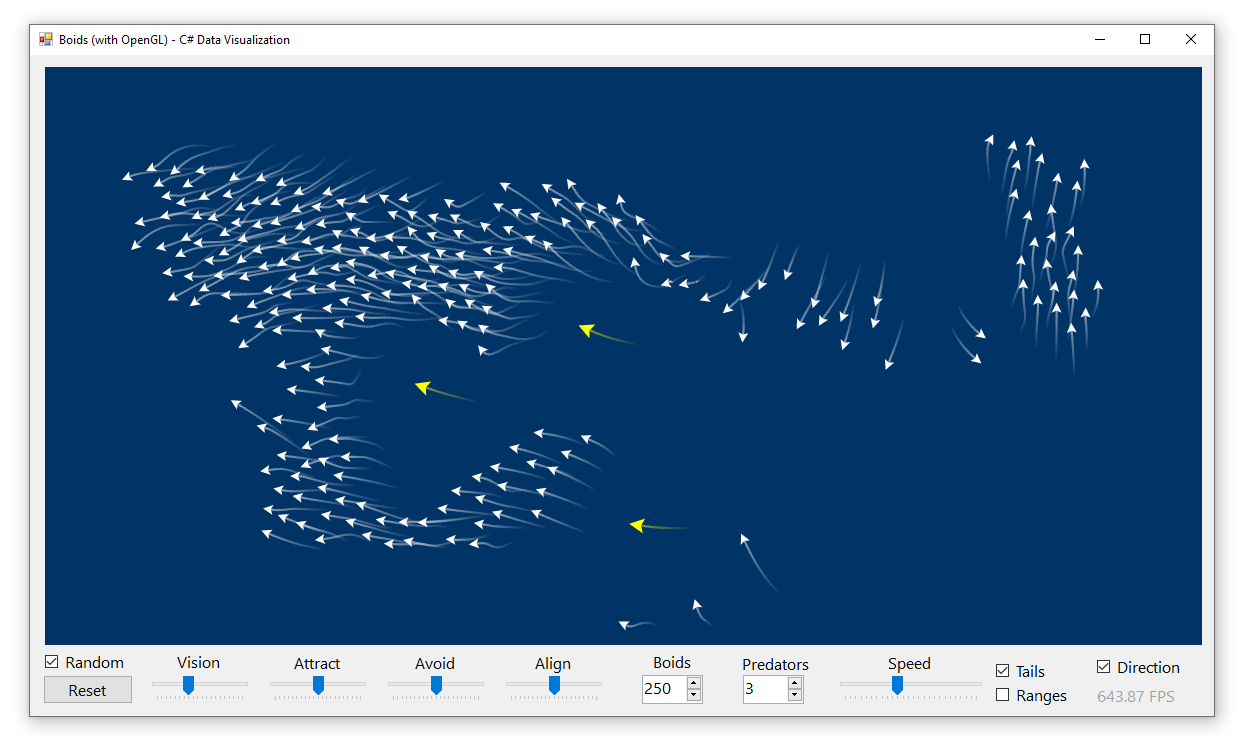 Boids (with OpenGL) - C# Data Visualization
Random
Vision
Attract
Avoid
Align
Boids
Predators
Speed
Tails
Direction
Reset
250
3
Ranges
643.87 FPS